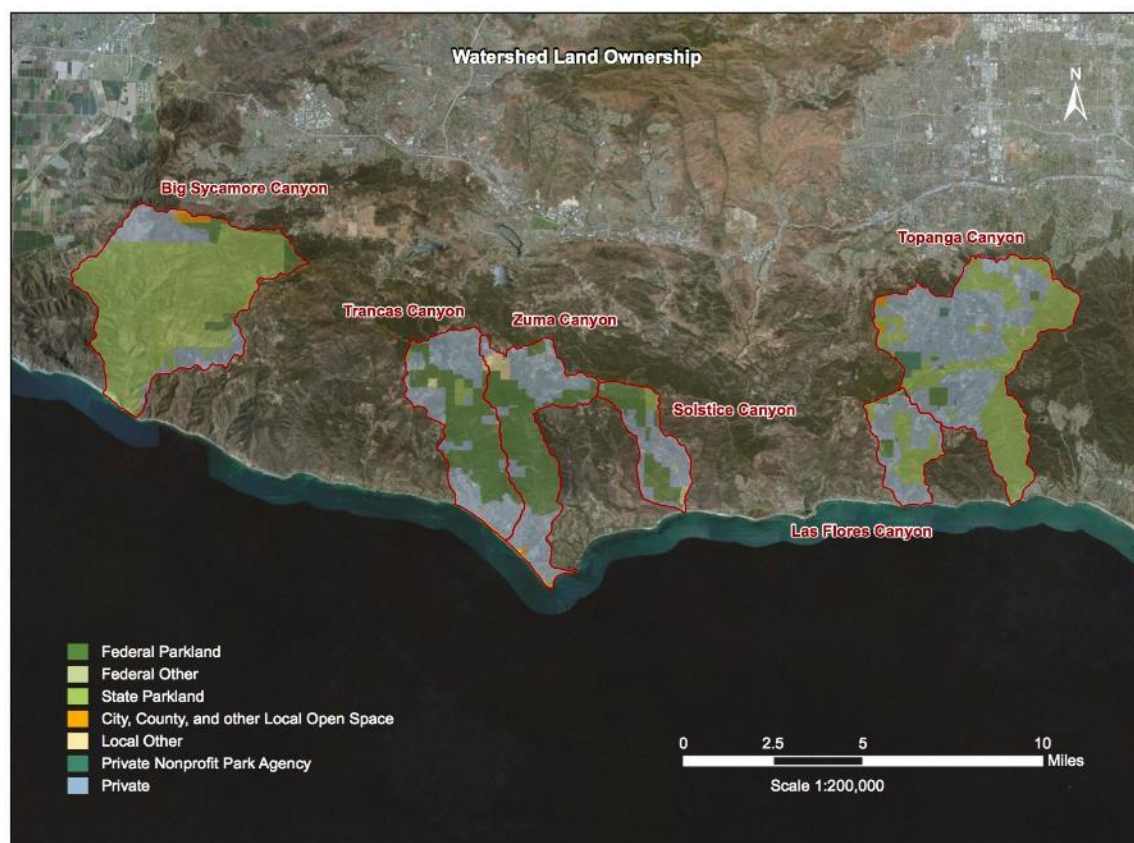 Watershed Land Ownership
N
Big Sycamore Canyon
Topanga Canyon
Trancas Canyon
Zuma Canyon
Solstice Canyon
Las Flores Canyon
Federal Parkland
Federal Other
State Parkland
City, County, and other Local Open Space
Local Other
Private Nonprofit Park Agency
Private
0 2.5 5 10
Miles
Scale 1:200,000